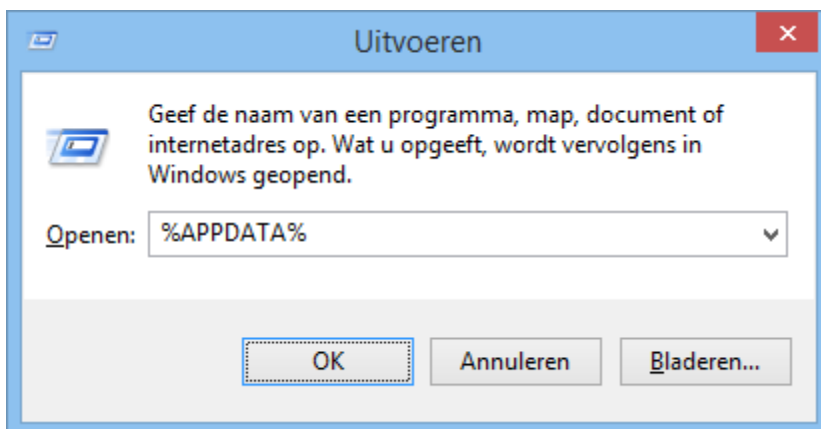 Uitvoeren
Geef de naam van een programma, map, document of
internetadres op. Wat u opgeeft, wordt vervolgens in
Windows geopend.
Openen: %APPDATA%
OK Annuleren Bladeren...